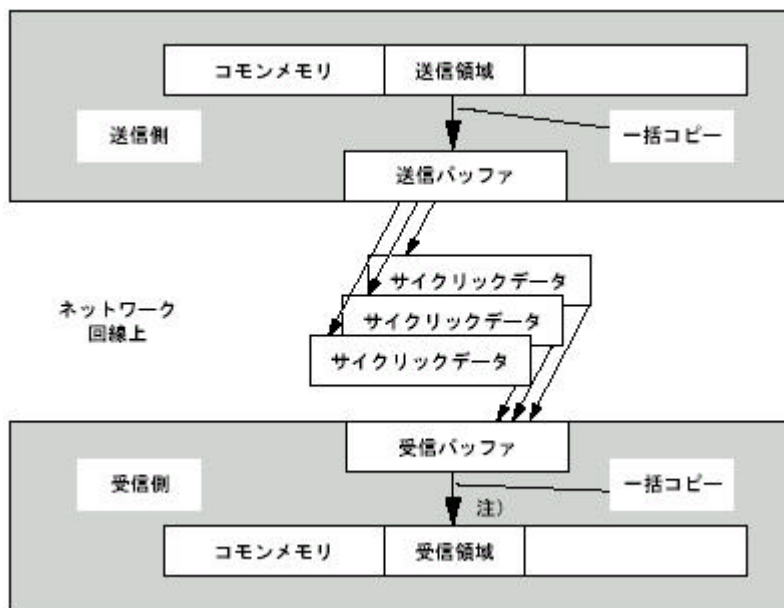 コモンメモリ
送信領域
送信側
一括コピー
送信バッファ
サイクリックデータ
サイクリックデータ
サイクリックデータ
ネットワーク
回線上
受信バッファ
受信側
一括コピー
注)
コモンメモリ
受信領域